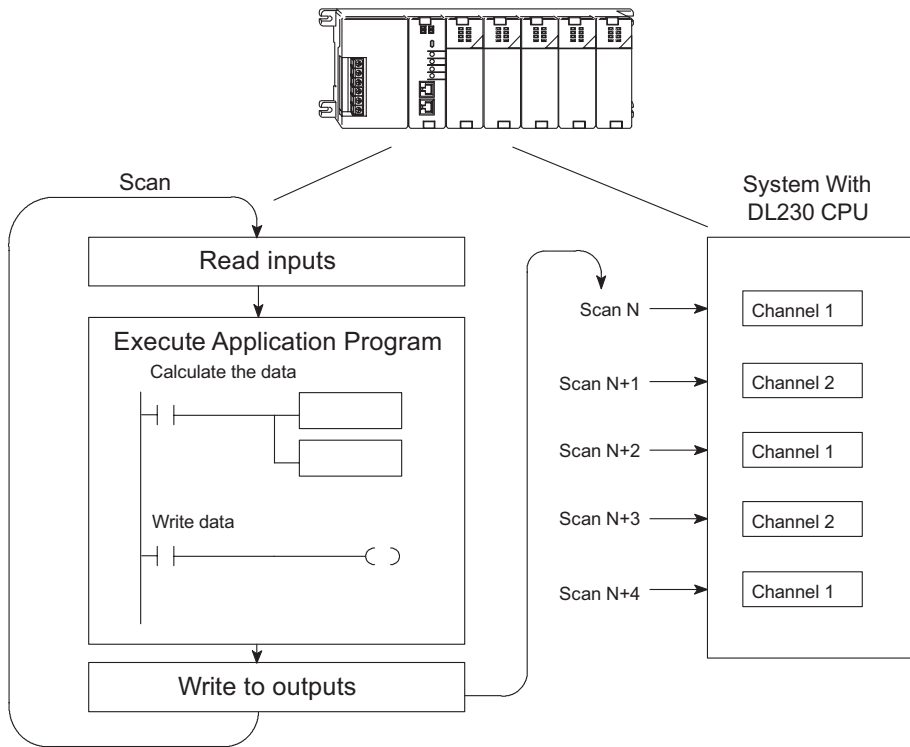 Scan
Read inputs
Execute Application Program
Calculate the data
Write data
Write to outputs
System With
DL230 CPU
Scan N
Channel 1
Scan N+1
Channel 2
Scan N+2
Channel 1
Scan N+3
Channel 2
Scan N+4
Channel 1